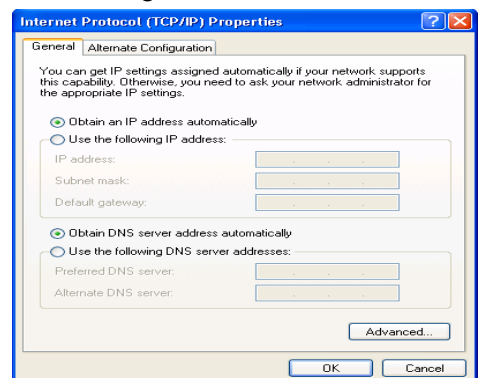 Internet Protocol (TCP/IP) Properties
General
Alternate Configuration
You can get IP settings assigned automatically if your network supports
this capability. Otherwise, you need to ask your network administrator for
the appropriate IP settings.
Obtain an IP address automatically
Use the following IP address:
IP address:
Subnet mask:
Default gateway:
Obtain DNS server address automatically
Use the following DNS server addresses:
Preferred DNS server:
Alternate DNS server:
Advanced...
OK
Cancel